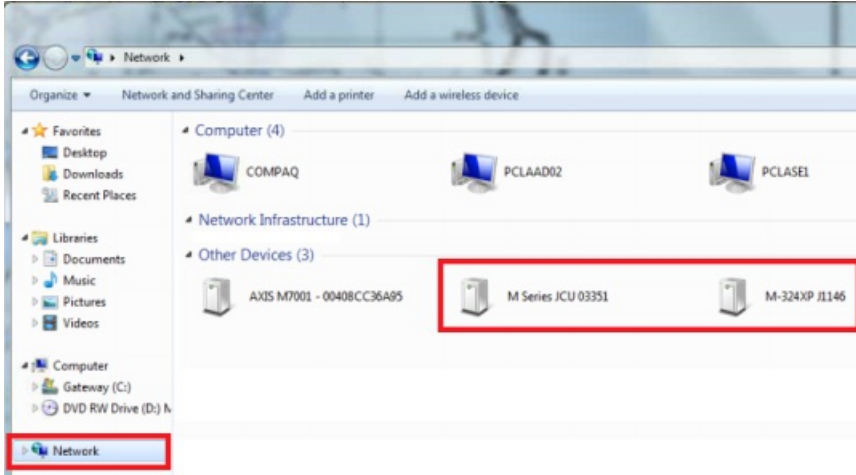 Network
Organize
Network and Sharing Center
Add a printer
Add a wireless device
Favorites
Desktop
Downloads
Recent Places
Libraries
Documents
Music
Pictures
Videos
Computer
Gateway (C:)
DVD RW Drive (D:) M
Network
Computer (4)
COMPAQ
PCLAAD02
PCLASE1
Network Infrastructure (1)
Other Devices (3)
AXIS M7001 - 00408CC36A95
M Series JCU 03351
M-324XP J1146